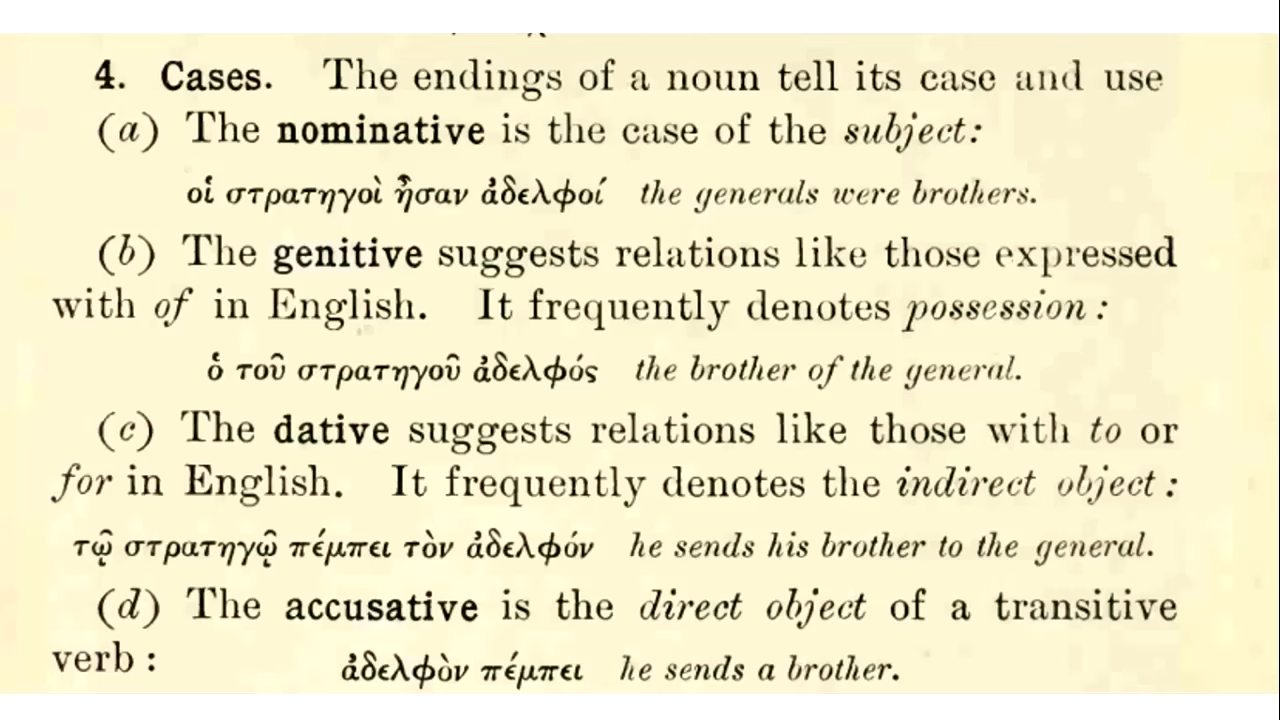 4. Cases. The endings of a noun tell its case and use
(a) The nominative is the case of the subject:
οἱ στρατηγοὶ ἦσαν ἀδελφοί the generals were brothers.
(b) The genitive suggests relations like those expressed
with of in English. It frequently denotes possession :
ὁ τοῦ στρατηγοῦ ἀδελφός the brother of the general.
(c) The dative suggests relations like those with to or
for in English. It frequently denotes the indirect object :
τῷ στρατηγῷ πέμπει τὸν ἀδελφόν he sends his brother to the general.
(d) The accusative is the direct object of a transitive
verb : ἀδελφὸν πέμπει he sends a brother.